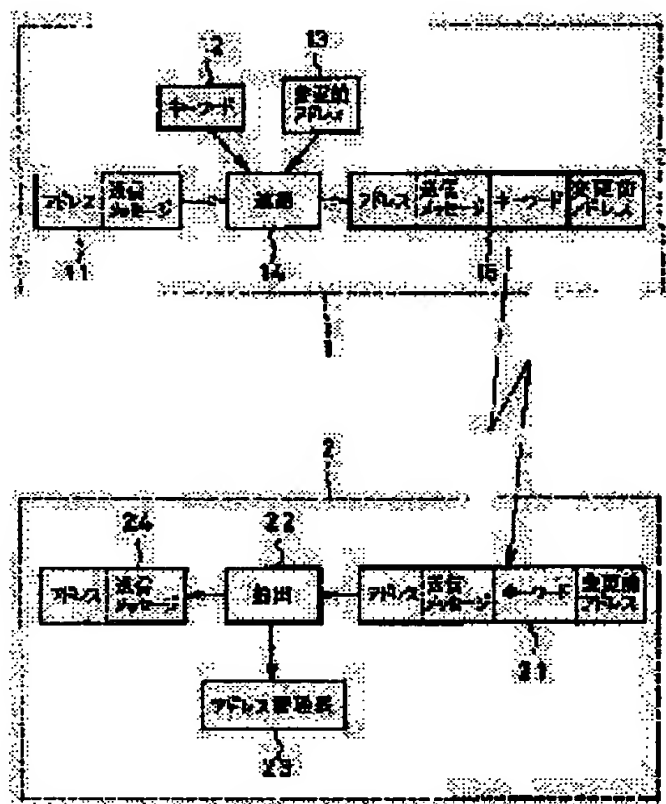 2
13
キーワード
変更前
アドレス
アドレス
送信
メッセージ
アドレス
送信
メッセージ
キーワード
変更前
アドレス
11
14
15
1
2
24
22
アドレス
送信
メッセージ
抽出
アドレス
送信
メッセージ
キーワード
変更前
アドレス
21
アドレス管理表
23